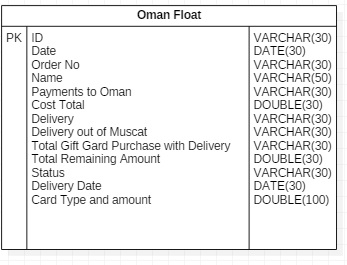 Oman Float
PK ID VARCHAR(30)
Date DATE(30)
Order No VARCHAR(30)
Name VARCHAR(50)
Payments to Oman VARCHAR(30)
Cost Total DOUBLE(30)
Delivery VARCHAR(30)
Delivery out of Muscat VARCHAR(30)
Total Gift Gard Purchase with Delivery VARCHAR(30)
Total Remaining Amount DOUBLE(30)
Status VARCHAR(30)
Delivery Date DATE(30)
Card Type and amount DOUBLE(100)